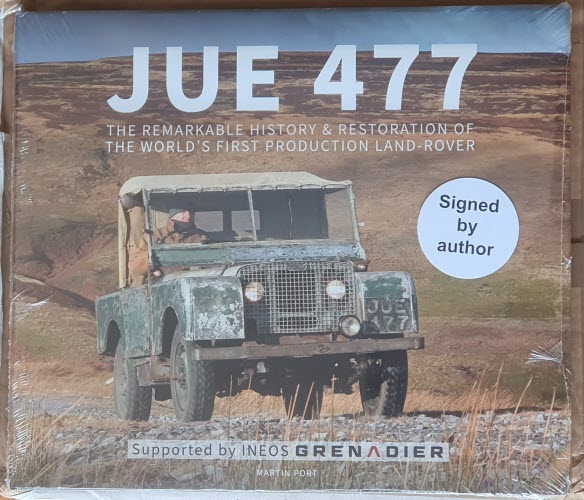 JUE 477
THE REMARKABLE HISTORY & RESTORATION OF
THE WORLD'S FIRST PRODUCTION LAND-ROVER
Signed
by
author
JUE
477
Supported by INEOS GRENADIER
MARTIN PORT